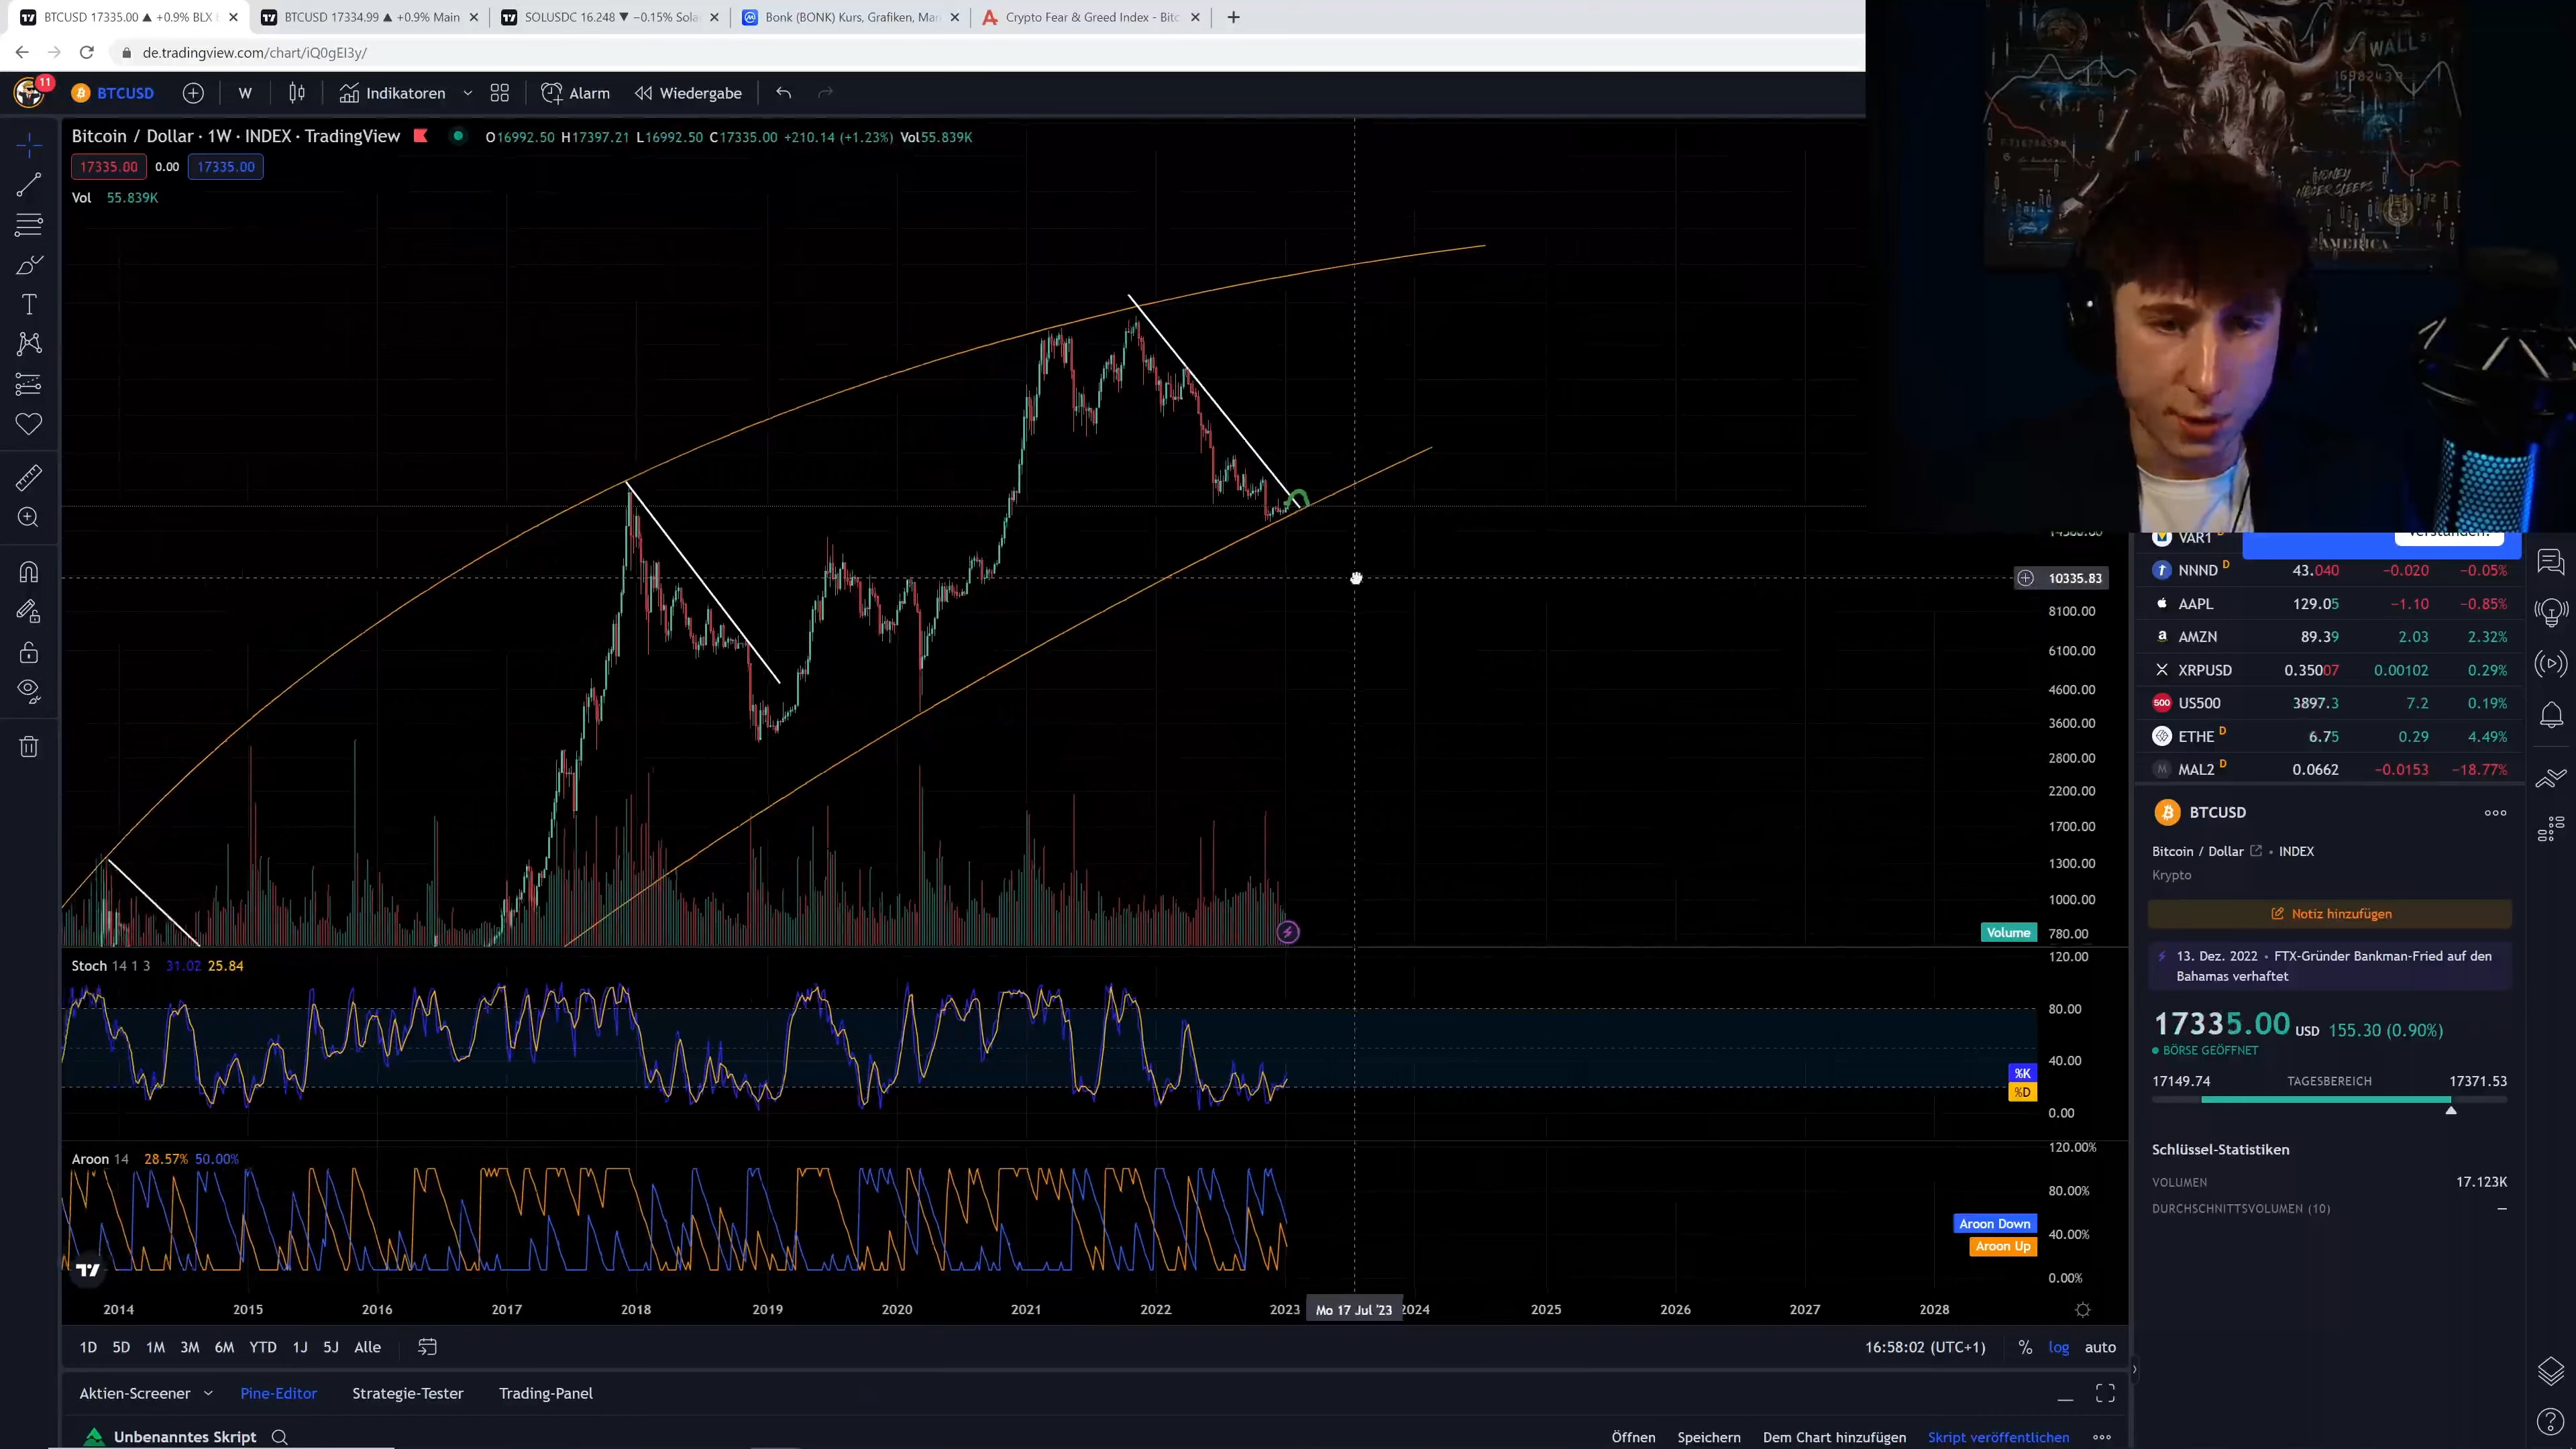 BTCUSD 17335.00 ▲ +0.9% BLX
BTCUSD 17334.99 ▲ +0.9% Main
SOLUSDC 16.248 ▼ −0.15% Sola
Bonk (BONK) Kurs, Grafiken, Mar
Crypto Fear & Greed Index - Bitc
de.tradingview.com/chart/iQ0gEI3y/
11
BTCUSD
W
Indikatoren
Alarm
Wiedergabe
Bitcoin / Dollar · 1W · INDEX · TradingView
O16992.50 H17397.21 L16992.50 C17335.00 +210.14 (+1.23%) Vol55.839K
17335.00 0.00 17335.00
Vol 55.839K
WALL
MONEY
NEVER SLEEPS
AMERICA
10335.83
8100.00
6100.00
4600.00
3600.00
2800.00
2200.00
1700.00
1300.00
1000.00
Volume 780.00
Stoch 14 1 3 31.02 25.84
120.00
80.00
40.00
%K
%D
0.00
Aroon 14 28.57% 50.00%
120.00%
80.00%
Aroon Down
40.00%
Aroon Up
0.00%
2014 2015 2016 2017 2018 2019 2020 2021 2022 2023 Mo 17 Jul '23 2024 2025 2026 2027 2028
1D 5D 1M 3M 6M YTD 1J 5J Alle
16:58:02 (UTC+1) % log auto
Aktien-Screener Pine-Editor Strategie-Tester Trading-Panel
Unbenanntes Skript
Öffnen Speichern Dem Chart hinzufügen Skript veröffentlichen
VAR1 D
NNND D 43.040 −0.020 −0.05%
AAPL 129.05 −1.10 −0.85%
AMZN 89.39 2.03 2.32%
XRPUSD 0.35007 0.00102 0.29%
500 US500 3897.3 7.2 0.19%
ETHE D 6.75 0.29 4.49%
M MAL2 D 0.0662 −0.0153 −18.77%
BTCUSD
Bitcoin / Dollar • INDEX
Krypto
Notiz hinzufügen
13. Dez. 2022 • FTX-Gründer Bankman-Fried auf den
Bahamas verhaftet
17335.00 USD 155.30 (0.90%)
BÖRSE GEÖFFNET
17149.74 TAGESBEREICH 17371.53
Schlüssel-Statistiken
VOLUMEN 17.123K
DURCHSCHNITTSVOLUMEN (10) —